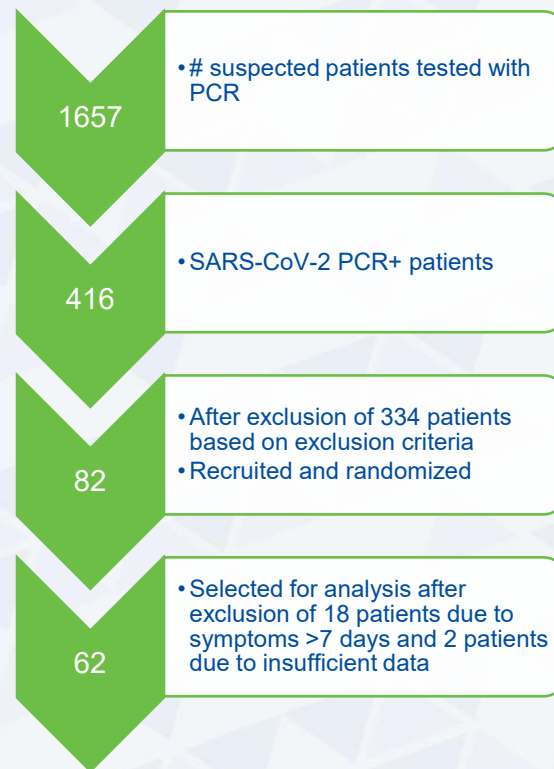 1657
• # suspected patients tested with
PCR
416
• SARS-CoV-2 PCR+ patients
82
• After exclusion of 334 patients
based on exclusion criteria
• Recruited and randomized
62
• Selected for analysis after
exclusion of 18 patients due to
symptoms >7 days and 2 patients
due to insufficient data